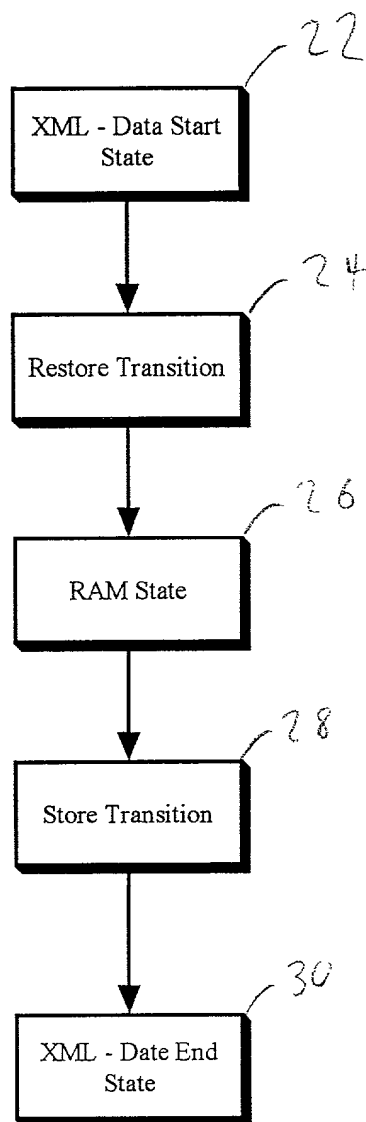 22
XML - Data Start
State
24
Restore Transition
26
RAM State
28
Store Transition
30
XML - Date End
State